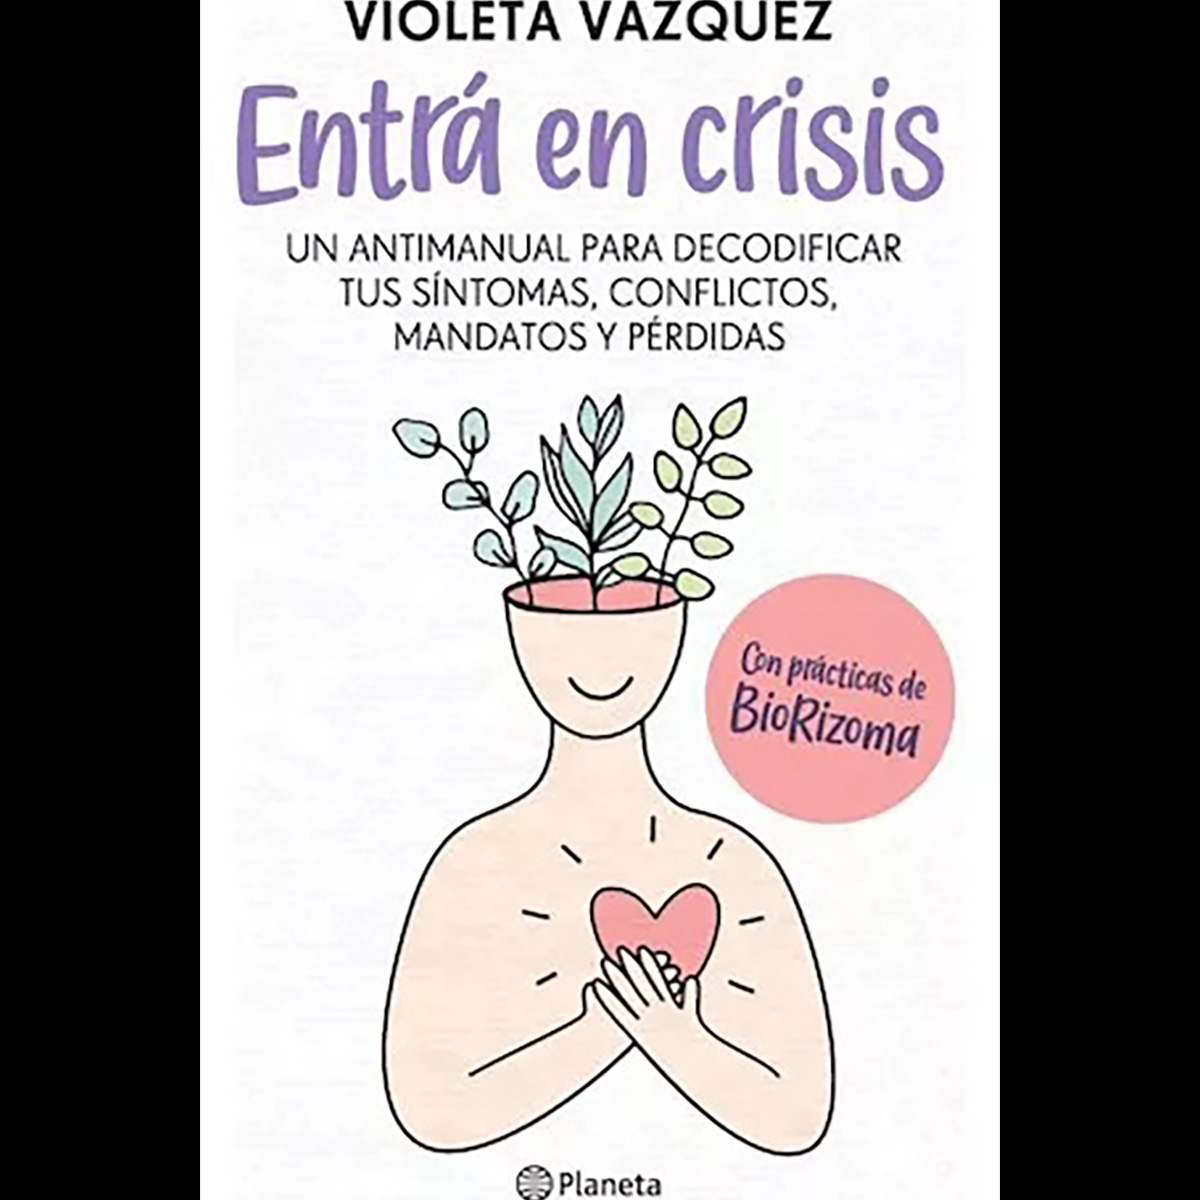 VIOLETA VAZQUEZ
Entrá en crisis
UN ANTIMANUAL PARA DECODIFICAR
TUS SÍNTOMAS, CONFLICTOS,
MANDATOS Y PÉRDIDAS
Con prácticas de
BioRizoma
Planeta